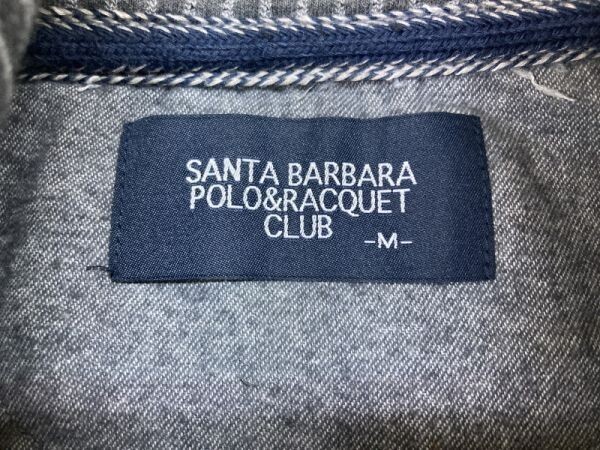 SANTA BARBARA
POLO&RACQUET
CLUB -M-